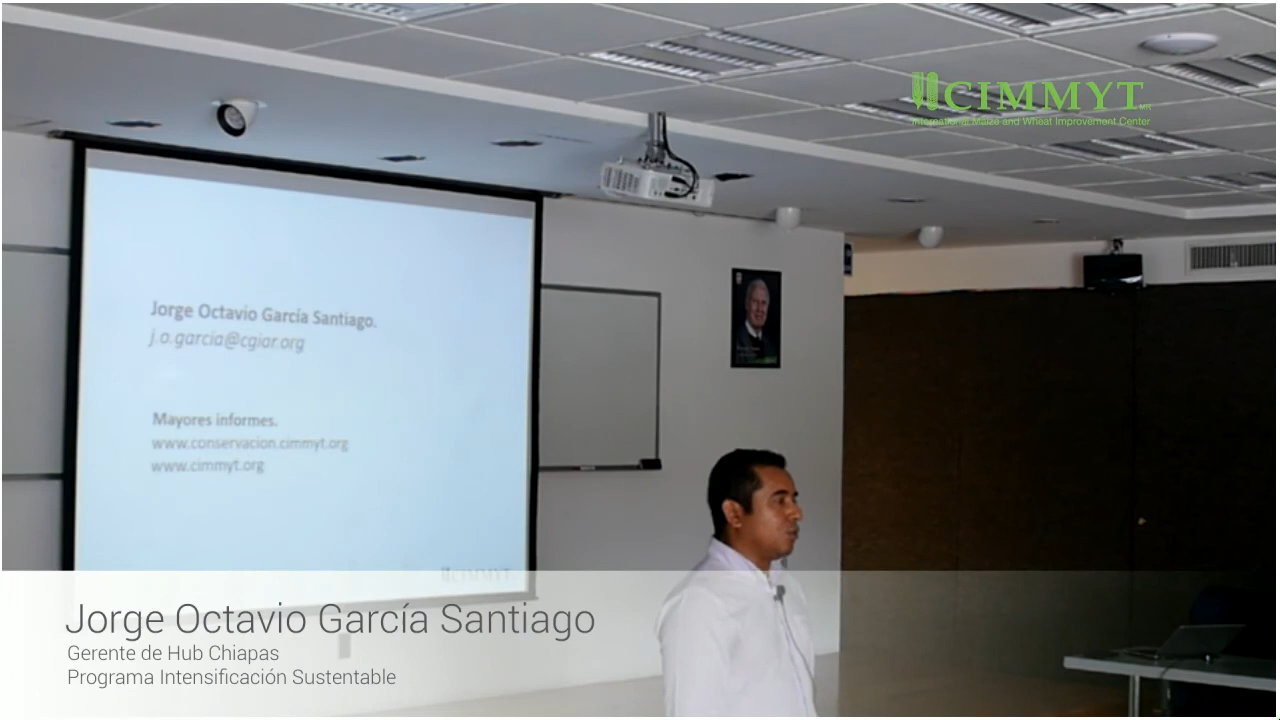 CIMMYT
International Maize and Wheat Improvement Center
Jorge Octavio García Santiago.
j.o.garcia@cgiar.org
Mayores informes.
www.conservacion.cimmyt.org
www.cimmyt.org
CIMMYT
Jorge Octavio García Santiago
Gerente de Hub Chiapas
Programa Intensificación Sustentable